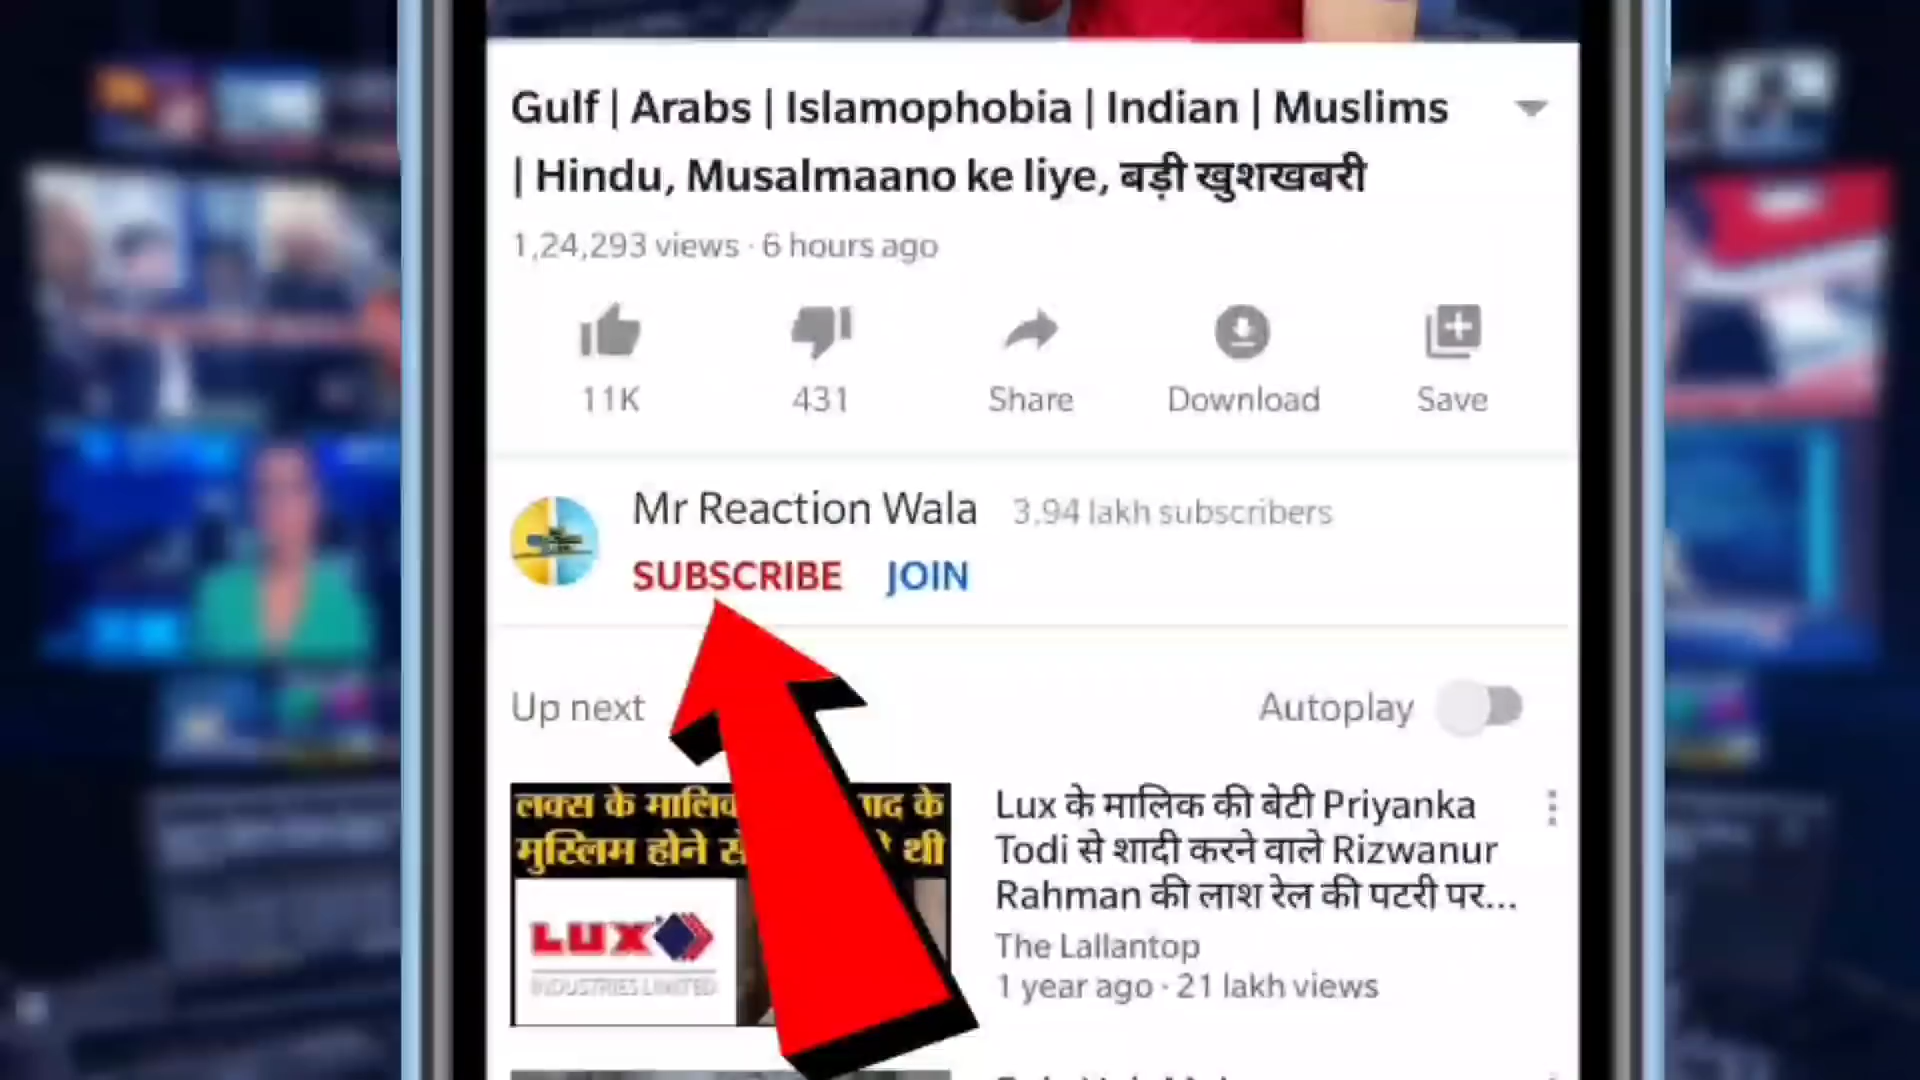 Gulf | Arabs | Islamophobia | Indian | Muslims
| Hindu, Musalmaano ke liye, बड़ी खुशखबरी
1,24,293 views · 6 hours ago
11K
431
Share
Download
Save
Mr Reaction Wala 3.94 lakh subscribers
SUBSCRIBE JOIN
Up next
Autoplay
लक्स के मालि के
मुस्लिम होने थी
LUX
INDUSTRIES LIMITED
Lux के मालिक की बेटी Priyanka
Todi से शादी करने वाले Rizwanur
Rahman की लाश रेल की पटरी पर...
The Lallantop
1 year ago · 21 lakh views